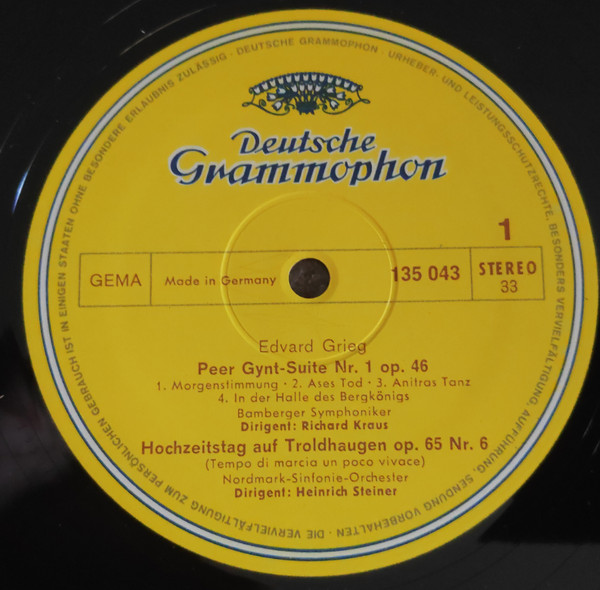 DEUTSCHE GRAMMOPHON · URHEBER- UND LEISTUNGSSCHUTZRECHTE, BESONDERS VERVIELFÄLTIGUNG, AUFFÜHRUNG, SENDUNG VORBEHALTEN · DIE VERVIELFÄLTIGUNG ZUM PERSÖNLICHEN GEBRAUCH IST IN EINIGEN STAATEN OHNE BESONDERE ERLAUBNIS ZULÄSSIG ·
Deutsche
Grammophon
1
GEMA Made in Germany 135 043 STEREO
33
Edvard Grieg
Peer Gynt-Suite Nr. 1 op. 46
1. Morgenstimmung · 2. Ases Tod · 3. Anitras Tanz
4. In der Halle des Bergkönigs
Bamberger Symphoniker
Dirigent: Richard Kraus
Hochzeitstag auf Troldhaugen op. 65 Nr. 6
(Tempo di marcia un poco vivace)
Nordmark-Sinfonie-Orchester
Dirigent: Heinrich Steiner